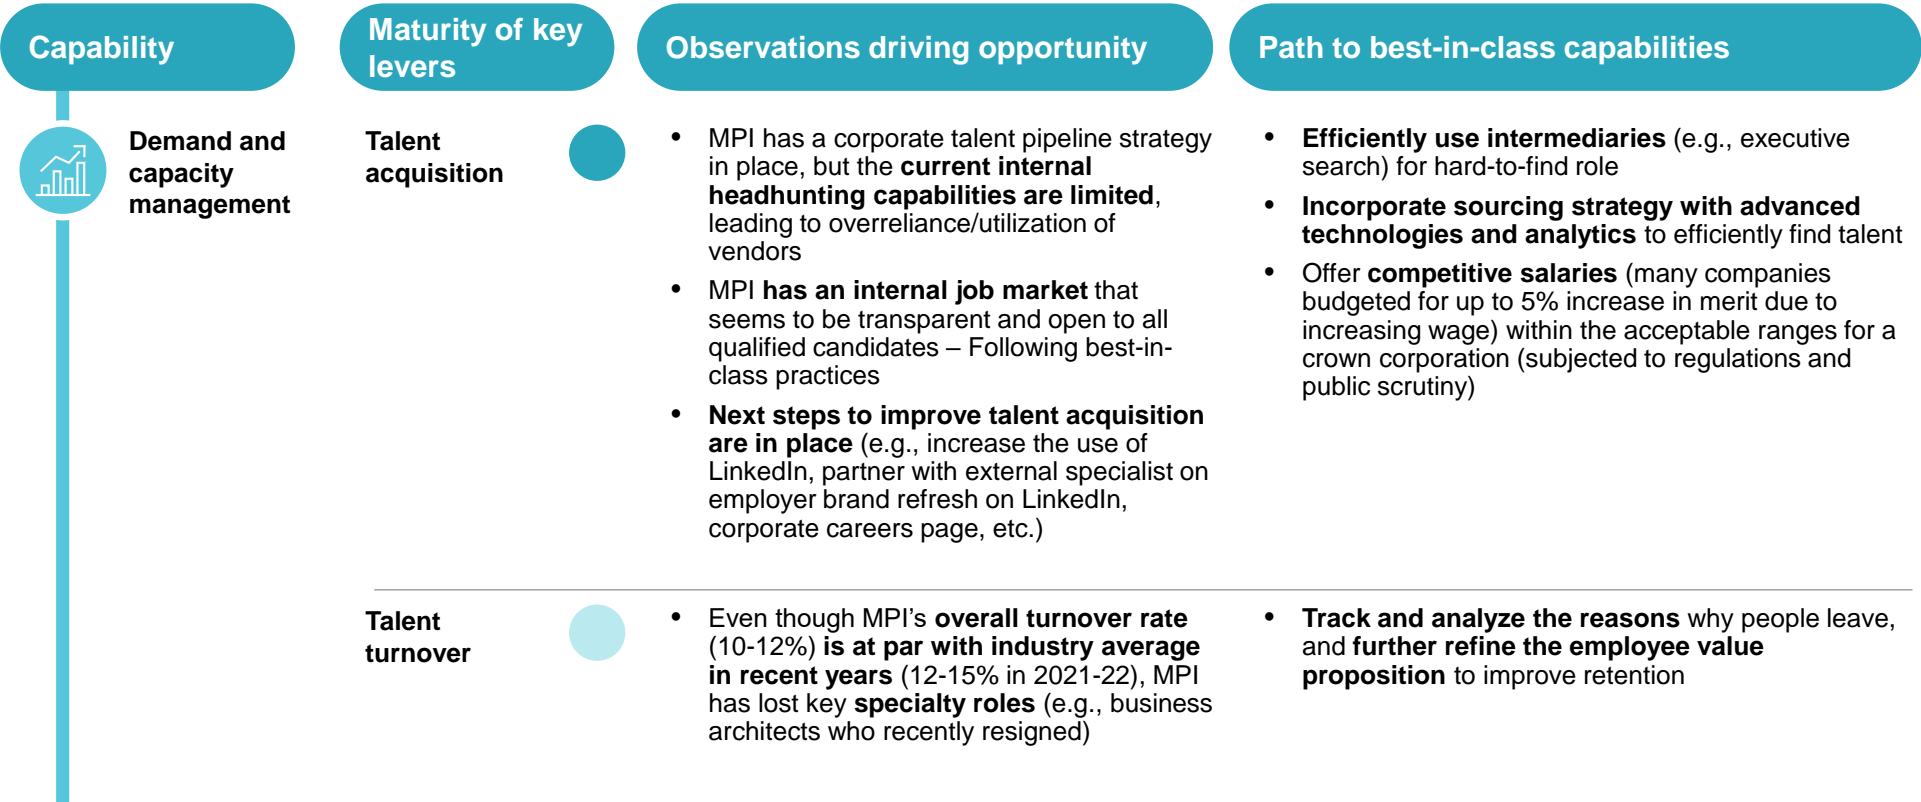 Capability
Maturity of key
levers
Observations driving opportunity
Path to best-in-class capabilities
Demand and
capacity
management
Talent
acquisition
• MPI has a corporate talent pipeline strategy
in place, but the current internal
headhunting capabilities are limited,
leading to overreliance/utilization of
vendors
• MPI has an internal job market that
seems to be transparent and open to all
qualified candidates – Following best-in-
class practices
• Next steps to improve talent acquisition
are in place (e.g., increase the use of
LinkedIn, partner with external specialist on
employer brand refresh on LinkedIn,
corporate careers page, etc.)
• Efficiently use intermediaries (e.g., executive
search) for hard-to-find role
• Incorporate sourcing strategy with advanced
technologies and analytics to efficiently find talent
• Offer competitive salaries (many companies
budgeted for up to 5% increase in merit due to
increasing wage) within the acceptable ranges for a
crown corporation (subjected to regulations and
public scrutiny)
Talent
turnover
• Even though MPI’s overall turnover rate
(10-12%) is at par with industry average
in recent years (12-15% in 2021-22), MPI
has lost key specialty roles (e.g., business
architects who recently resigned)
• Track and analyze the reasons why people leave,
and further refine the employee value
proposition to improve retention